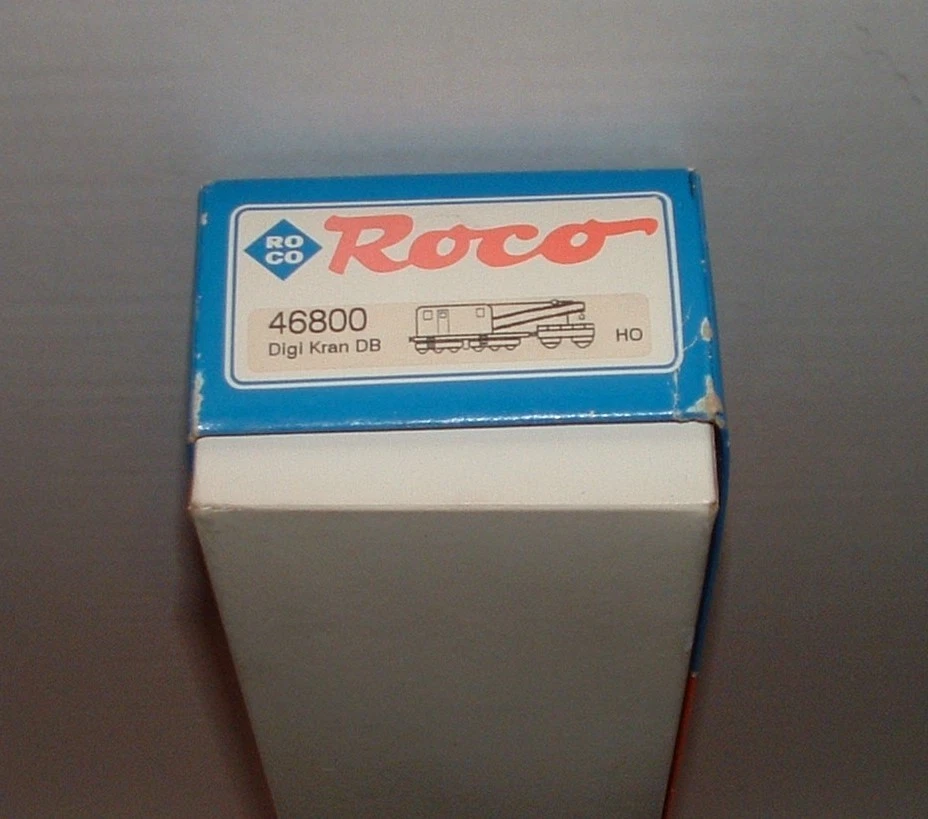 RO
CO
Roco
46800
Digi Kran DB
HO